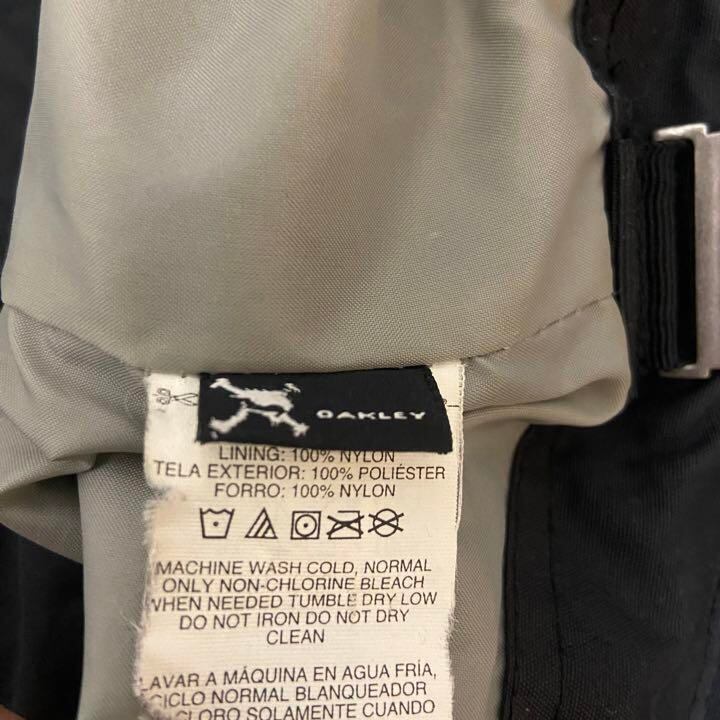 OAKLEY
LINING: 100% NYLON
TELA EXTERIOR: 100% POLIÉSTER
FORRO: 100% NYLON
MACHINE WASH COLD, NORMAL
ONLY NON-CHLORINE BLEACH
WHEN NEEDED TUMBLE DRY LOW
DO NOT IRON DO NOT DRY
CLEAN
LAVAR A MÁQUINA EN AGUA FRÍA,
CICLO NORMAL BLANQUEADOR
CLORO SOLAMENTE CUANDO